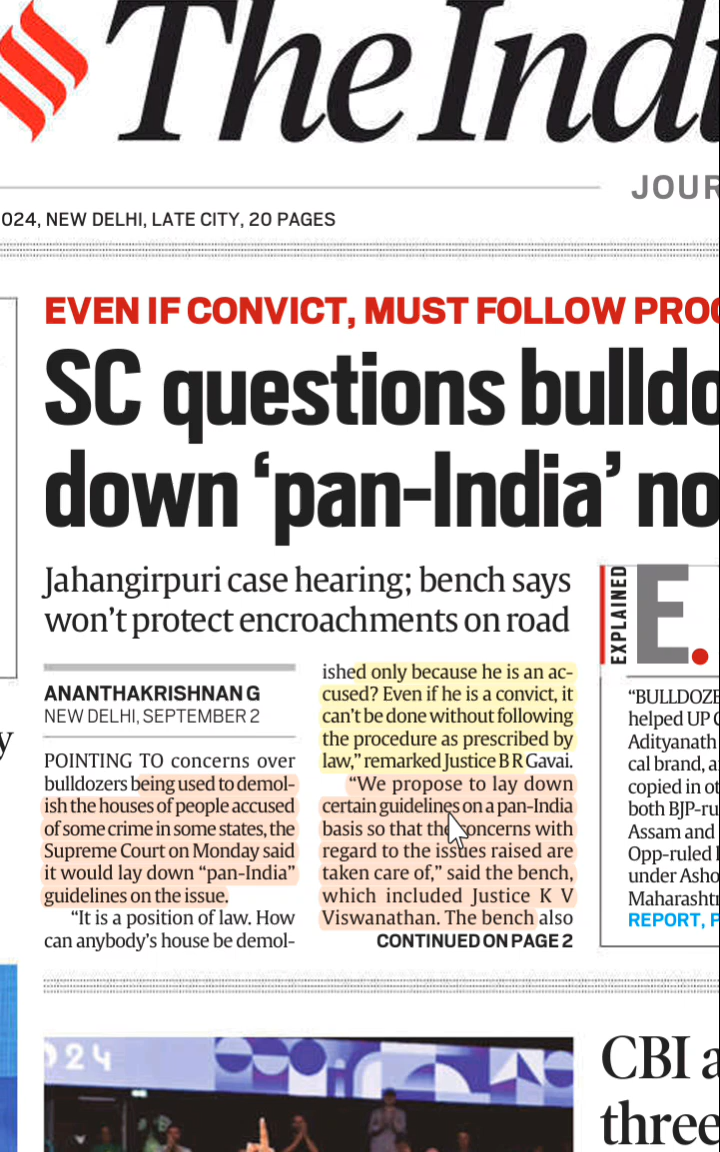 The Indi
JOUR
024, NEW DELHI, LATE CITY, 20 PAGES
EVEN IF CONVICT, MUST FOLLOW PROC
SC questions bulldo
down ‘pan-India’ no
Jahangirpuri case hearing; bench says
won’t protect encroachments on road
ANANTHAKRISHNAN G
NEW DELHI, SEPTEMBER 2
POINTING TO concerns over
bulldozers being used to demol-
ish the houses of people accused
of some crime in some states, the
Supreme Court on Monday said
it would lay down “pan-India”
guidelines on the issue.
“It is a position of law. How
can anybody’s house be demol-
ished only because he is an ac-
cused? Even if he is a convict, it
can’t be done without following
the procedure as prescribed by
law,” remarked Justice B R Gavai.
“We propose to lay down
certain guidelines on a pan-India
basis so that the concerns with
regard to the issues raised are
taken care of,” said the bench,
which included Justice K V
Viswanathan. The bench also
CONTINUED ON PAGE 2
EXPLAINED
E.
“BULLDOZE
helped UP C
Adityanath
cal brand, a
copied in ot
both BJP-ru
Assam and
Opp-ruled
under Asho
Maharashtr
REPORT, P
y
024
CBI a
three